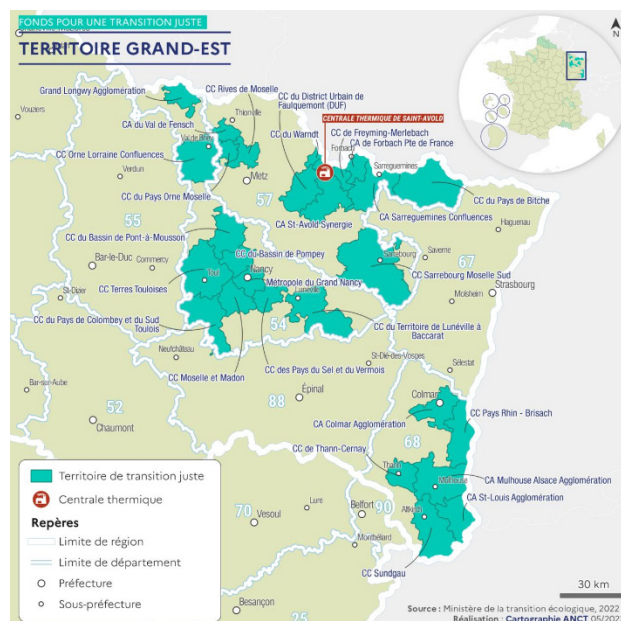 FONDS POUR UNE TRANSITION JUSTE
TERRITOIRE GRAND-EST
N
Grand Longwy Agglomération
CC Rives de Moselle
CA du Val de Fensch
CC du District Urbain de
Faulquemont (DUF)
CENTRALE THERMIQUE DE SAINT-AVOLD
Vouziers
Thionville
CC du Warndt
CC de Freyming-Merlebach
CA de Forbach Pte de France
CC Orne Lorraine Confluences
Forbach
Sarreguemines
Verdun
Metz
CC du Pays Orne Moselle
57
CC du Pays de Bitche
55
CA St-Avold Synergie
CA Sarreguemines Confluences
Haguenau
CC du Bassin de Pont-à-Mousson
CC du Bassin de Pompey
67
Bar-le-Duc
Commercy
Sarrebourg
Saverne
CC Sarrebourg Moselle Sud
Toul
Nancy
Strasbourg
CC Terres Touloises
Métropole du Grand Nancy
Molsheim
St-Dizier
Lunéville
CC du Pays de Colombey et du Sud
Toulois
54
CC du Territoire de Lunéville à
Baccarat
Neufchâteau
CC Moselle et Madon
CC des Pays du Sel et du Vermois
St-Dié-des-Vosges
Sélestat
Bar-sur-Aube
88
Épinal
Colmar
52
Chaumont
CA Colmar Agglomération
CC Pays Rhin - Brisach
68
CC de Thann-Cernay
Thann
Mulhouse
CA Mulhouse Alsace Agglomération
CA St-Louis Agglomération
Lure
Belfort
90
Altkirch
70
Vesoul
Montbéliard
CC Sundgau
Besançon
25
Territoire de transition juste
Centrale thermique
Repères
Limite de région
Limite de département
Préfecture
Sous-préfecture
30 km
Source : Ministère de la transition écologique, 2022
Réalisation : Cartographie ANCT 05/202